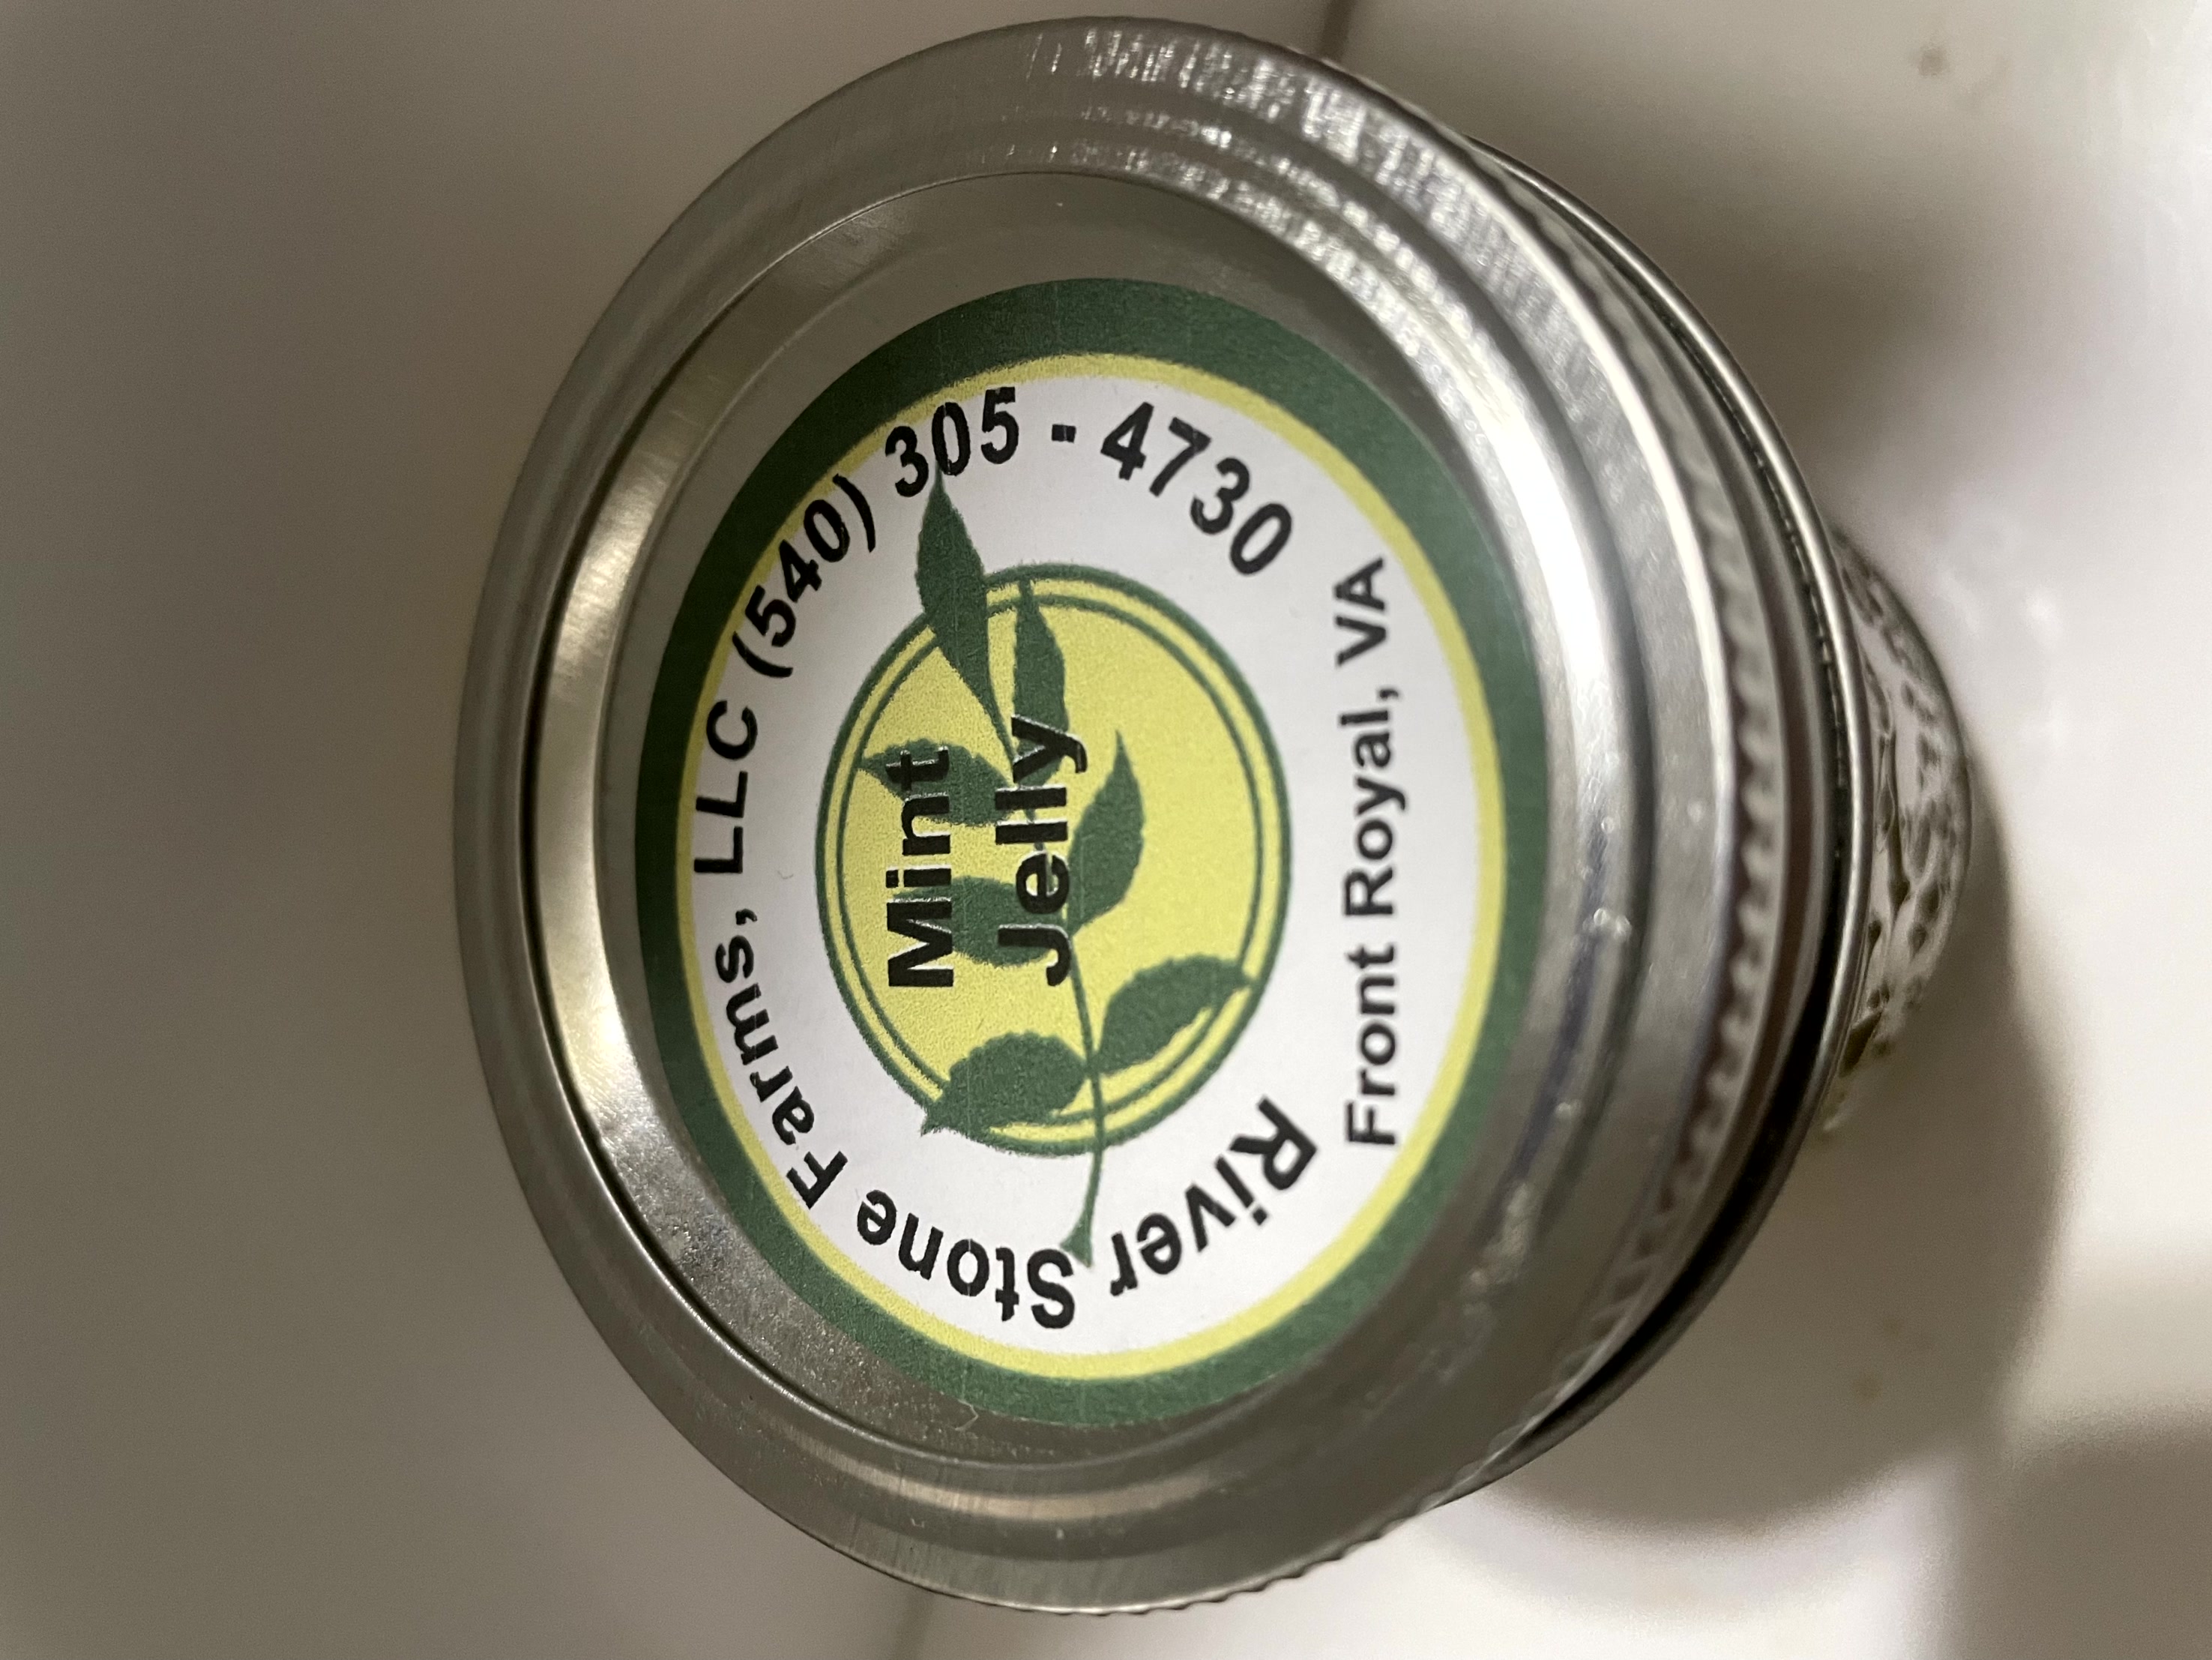 River Stone Farms, LLC (540) 305 - 4730
Mint
Jelly
Front Royal, VA